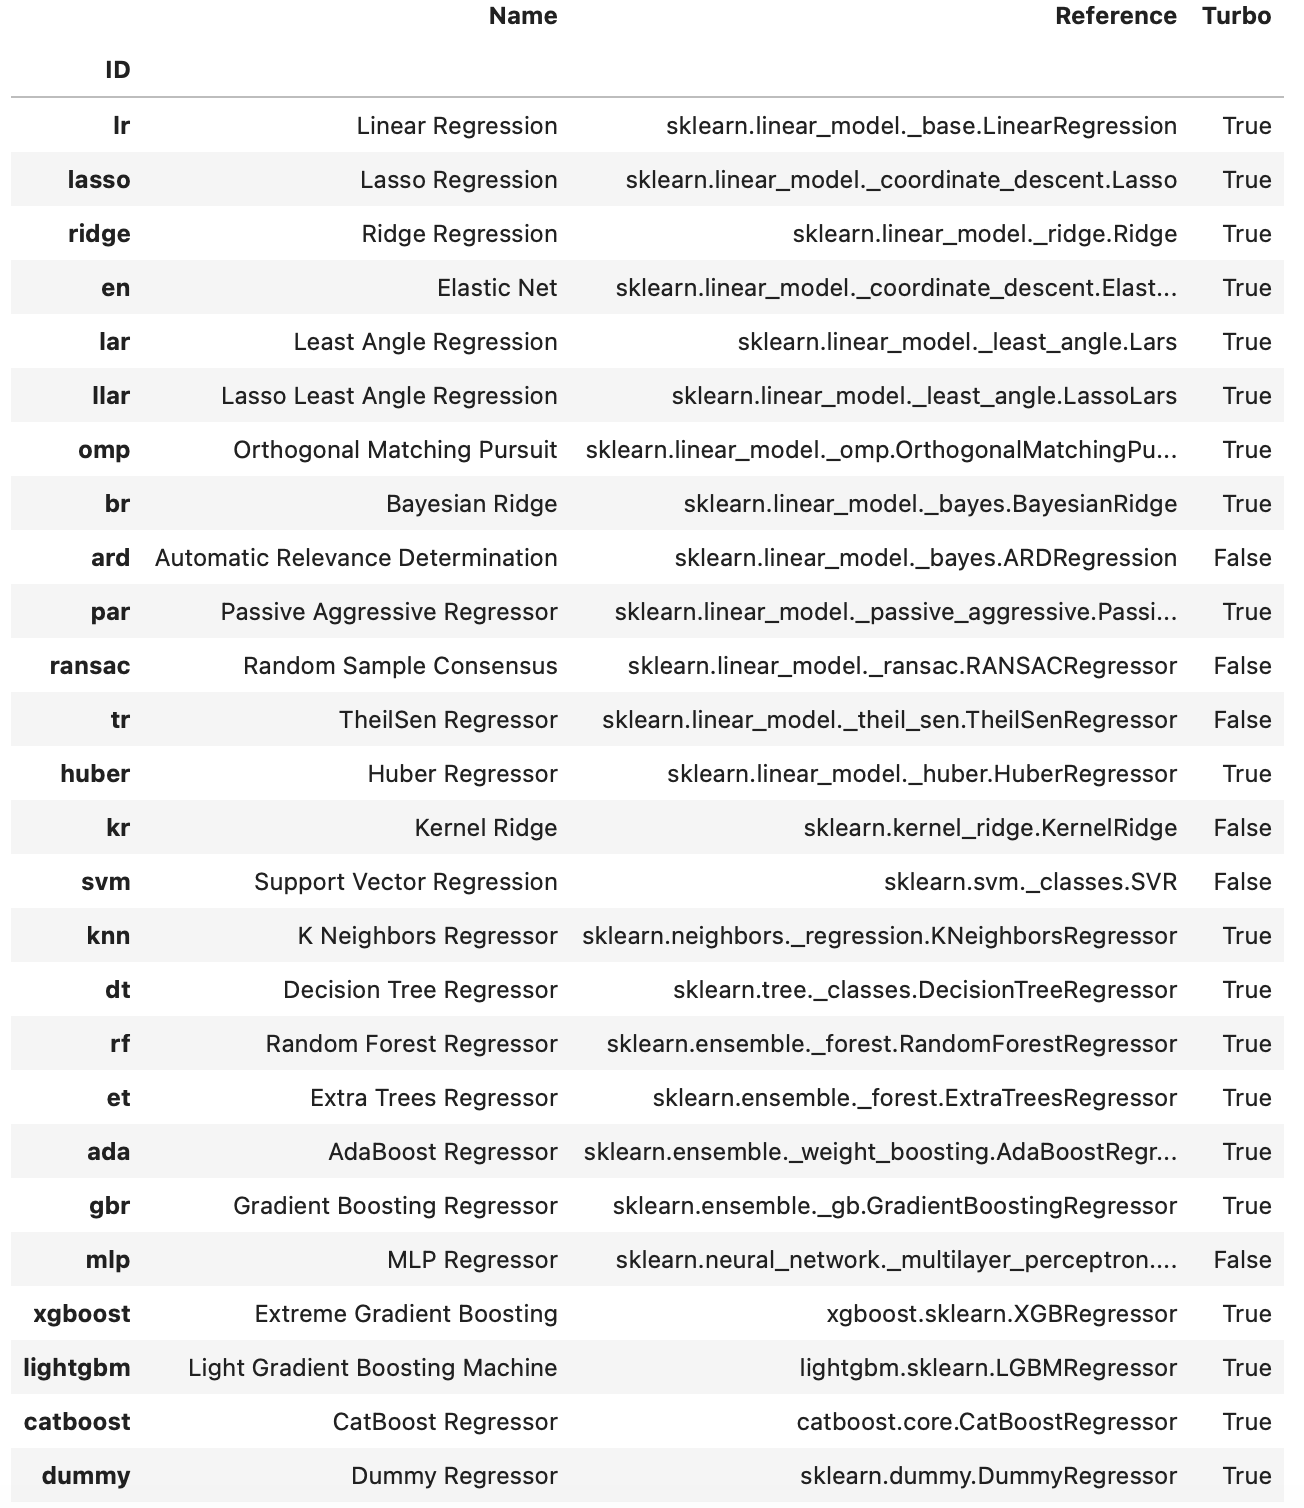 Name Reference Turbo
ID
lr Linear Regression sklearn.linear_model._base.LinearRegression True
lasso Lasso Regression sklearn.linear_model._coordinate_descent.Lasso True
ridge Ridge Regression sklearn.linear_model._ridge.Ridge True
en Elastic Net sklearn.linear_model._coordinate_descent.Elast... True
lar Least Angle Regression sklearn.linear_model._least_angle.Lars True
llar Lasso Least Angle Regression sklearn.linear_model._least_angle.LassoLars True
omp Orthogonal Matching Pursuit sklearn.linear_model._omp.OrthogonalMatchingPu... True
br Bayesian Ridge sklearn.linear_model._bayes.BayesianRidge True
ard Automatic Relevance Determination sklearn.linear_model._bayes.ARDRegression False
par Passive Aggressive Regressor sklearn.linear_model._passive_aggressive.Passi... True
ransac Random Sample Consensus sklearn.linear_model._ransac.RANSACRegressor False
tr TheilSen Regressor sklearn.linear_model._theil_sen.TheilSenRegressor False
huber Huber Regressor sklearn.linear_model._huber.HuberRegressor True
kr Kernel Ridge sklearn.kernel_ridge.KernelRidge False
svm Support Vector Regression sklearn.svm._classes.SVR False
knn K Neighbors Regressor sklearn.neighbors._regression.KNeighborsRegressor True
dt Decision Tree Regressor sklearn.tree._classes.DecisionTreeRegressor True
rf Random Forest Regressor sklearn.ensemble._forest.RandomForestRegressor True
et Extra Trees Regressor sklearn.ensemble._forest.ExtraTreesRegressor True
ada AdaBoost Regressor sklearn.ensemble._weight_boosting.AdaBoostRegr... True
gbr Gradient Boosting Regressor sklearn.ensemble._gb.GradientBoostingRegressor True
mlp MLP Regressor sklearn.neural_network._multilayer_perceptron.... False
xgboost Extreme Gradient Boosting xgboost.sklearn.XGBRegressor True
lightgbm Light Gradient Boosting Machine lightgbm.sklearn.LGBMRegressor True
catboost CatBoost Regressor catboost.core.CatBoostRegressor True
dummy Dummy Regressor sklearn.dummy.DummyRegressor True